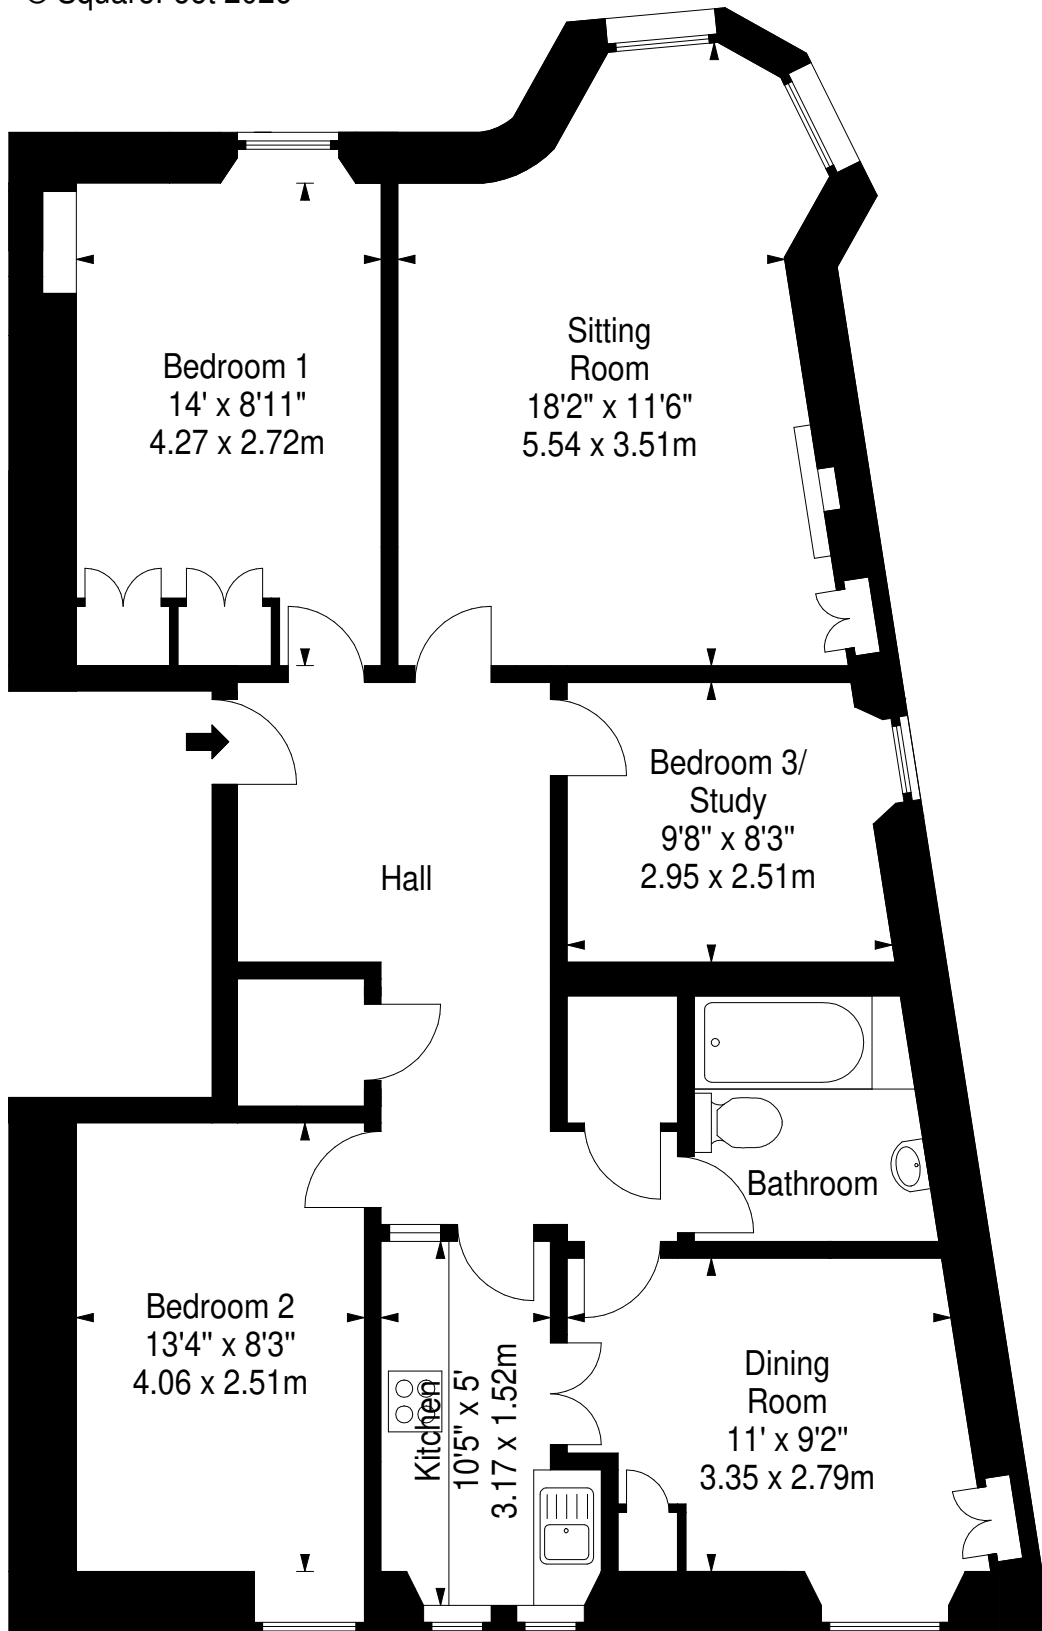 Sitting
Room
18'2" x 11'6"
5.54 x 3.51m
Bedroom 1
14' x 8'11"
4.27 x 2.72m
Bedroom 3/
Study
9'8" x 8'3"
2.95 x 2.51m
Hall
Bathroom
Bedroom 2
13'4" x 8'3"
4.06 x 2.51m
Kitchen
10'5" x 5'
3.17 x 1.52m
Dining
Room
11' x 9'2"
3.35 x 2.79m